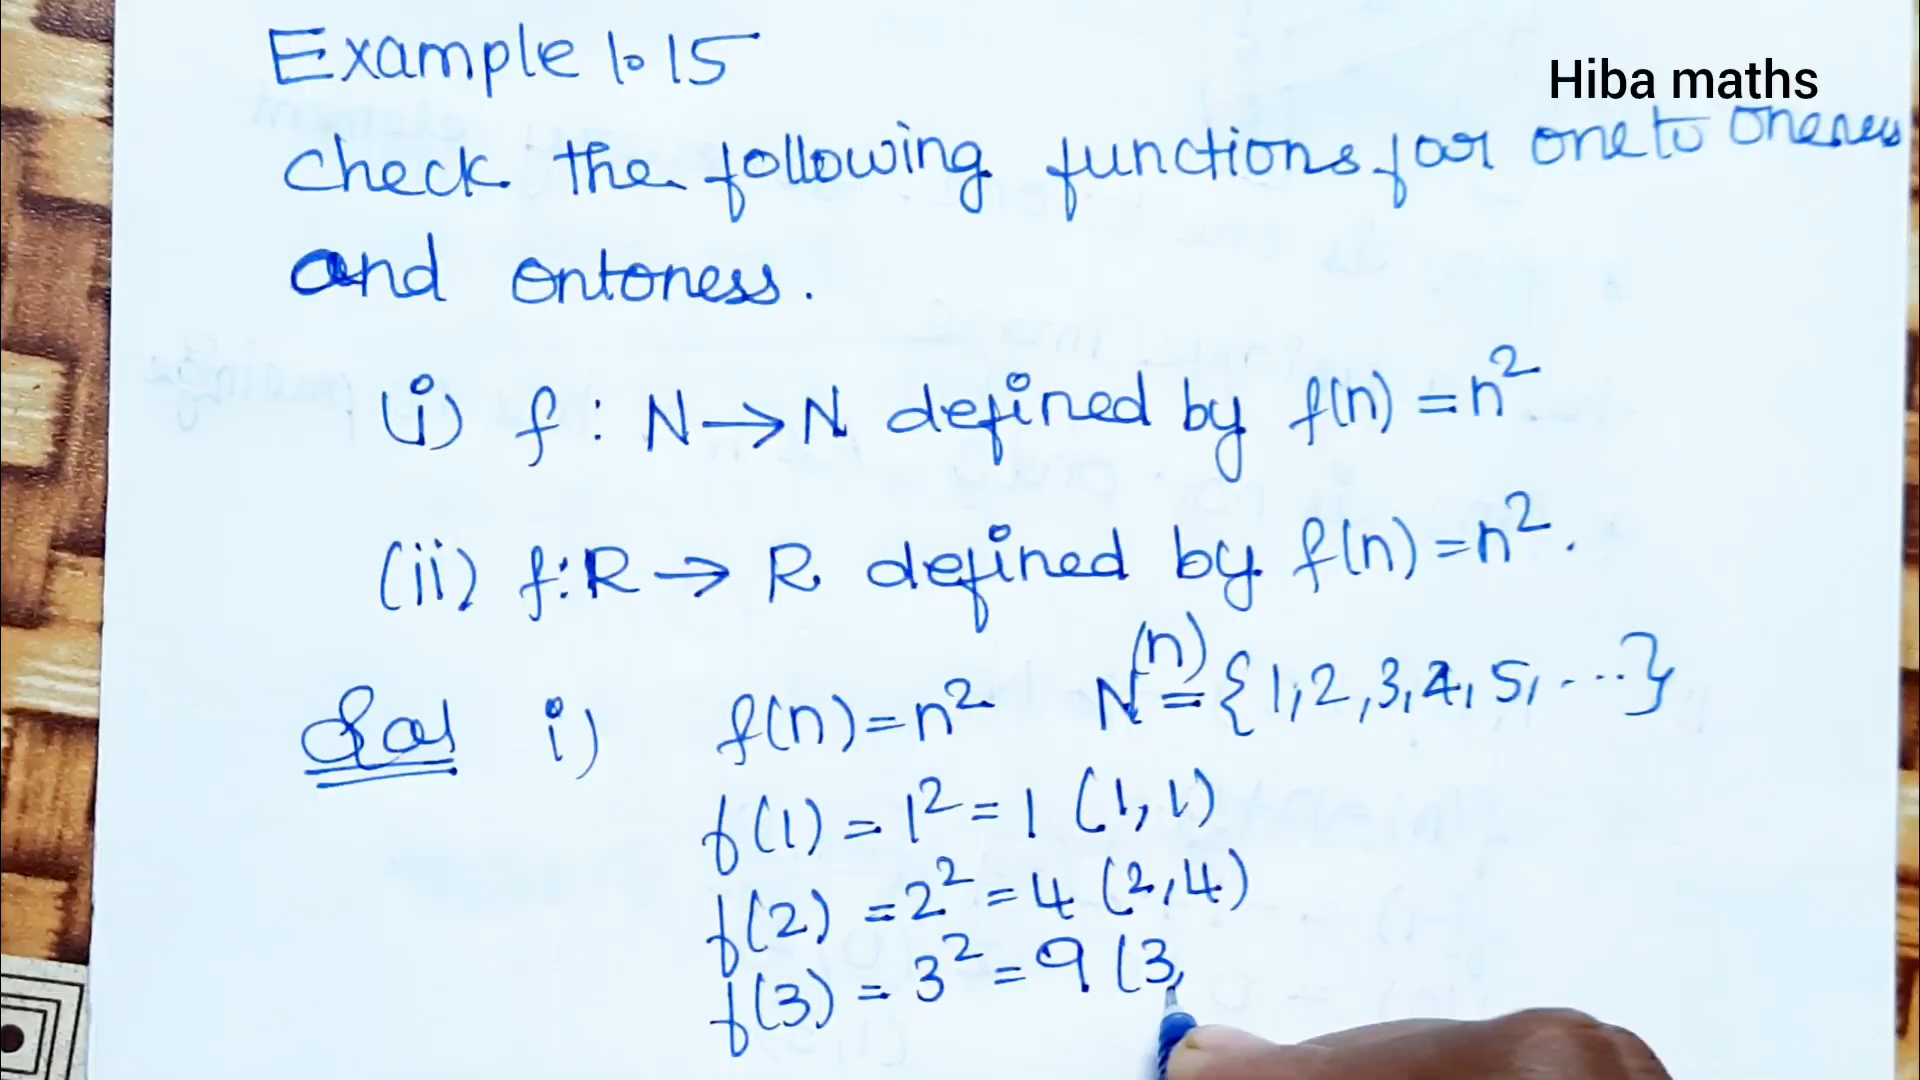 Example 1.15
Hiba maths
check the following functions for one to oneness
and ontoness.
(i) f : N→N defined by f(n) = n²
(ii) f:R → R defined by f(n) = n².
Sol i) f(n) = n² N = {1,2,3,4,5, ...}
(n)
f(1) = 1² = 1 (1,1)
f(2) = 2² = 4 (2,4)
f(3) = 3² = 9 (3,